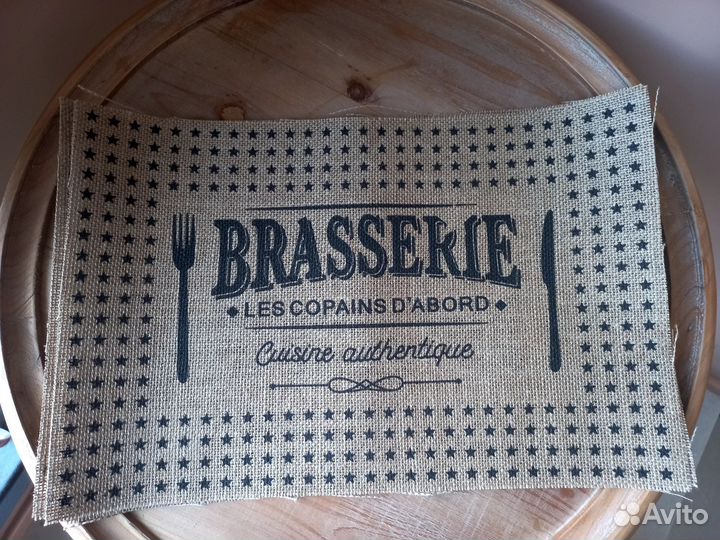 BRASSERIE
LES COPAINS D'ABORD
Cuisine authentique
Avito